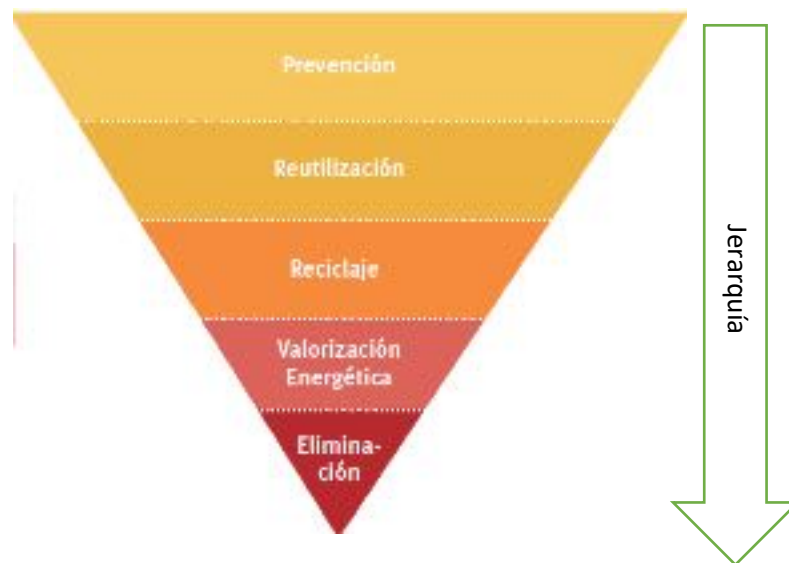 Prevención
Reutilización
Reciclaje
Valorización
Energética
Elimina-
ción
Jerarquía